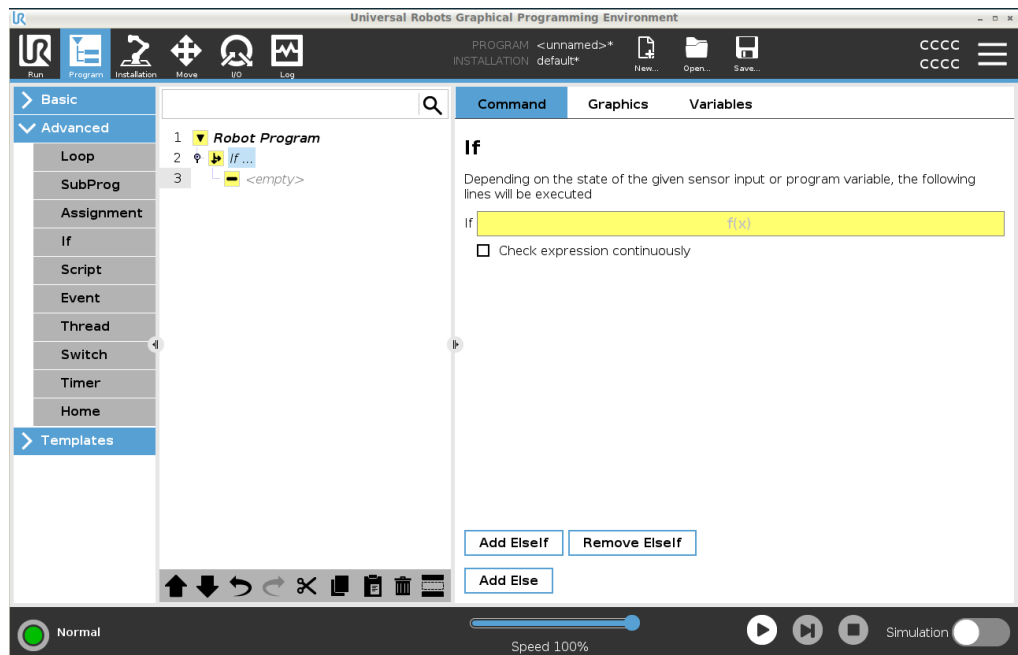 Universal Robots Graphical Programming Environment
UR
Run
Program
Installation
Move
I/O
Log
PROGRAM <unnamed>*
INSTALLATION default*
New...
Open...
Save...
cccc
cccc
Basic
Advanced
Loop
SubProg
Assignment
If
Script
Event
Thread
Switch
Timer
Home
Templates
1 Robot Program
2 If ...
3 <empty>
Command Graphics Variables
If
Depending on the state of the given sensor input or program variable, the following
lines will be executed
If f(x)
Check expression continuously
Add ElseIf Remove ElseIf
Add Else
Normal
Speed 100%
Simulation